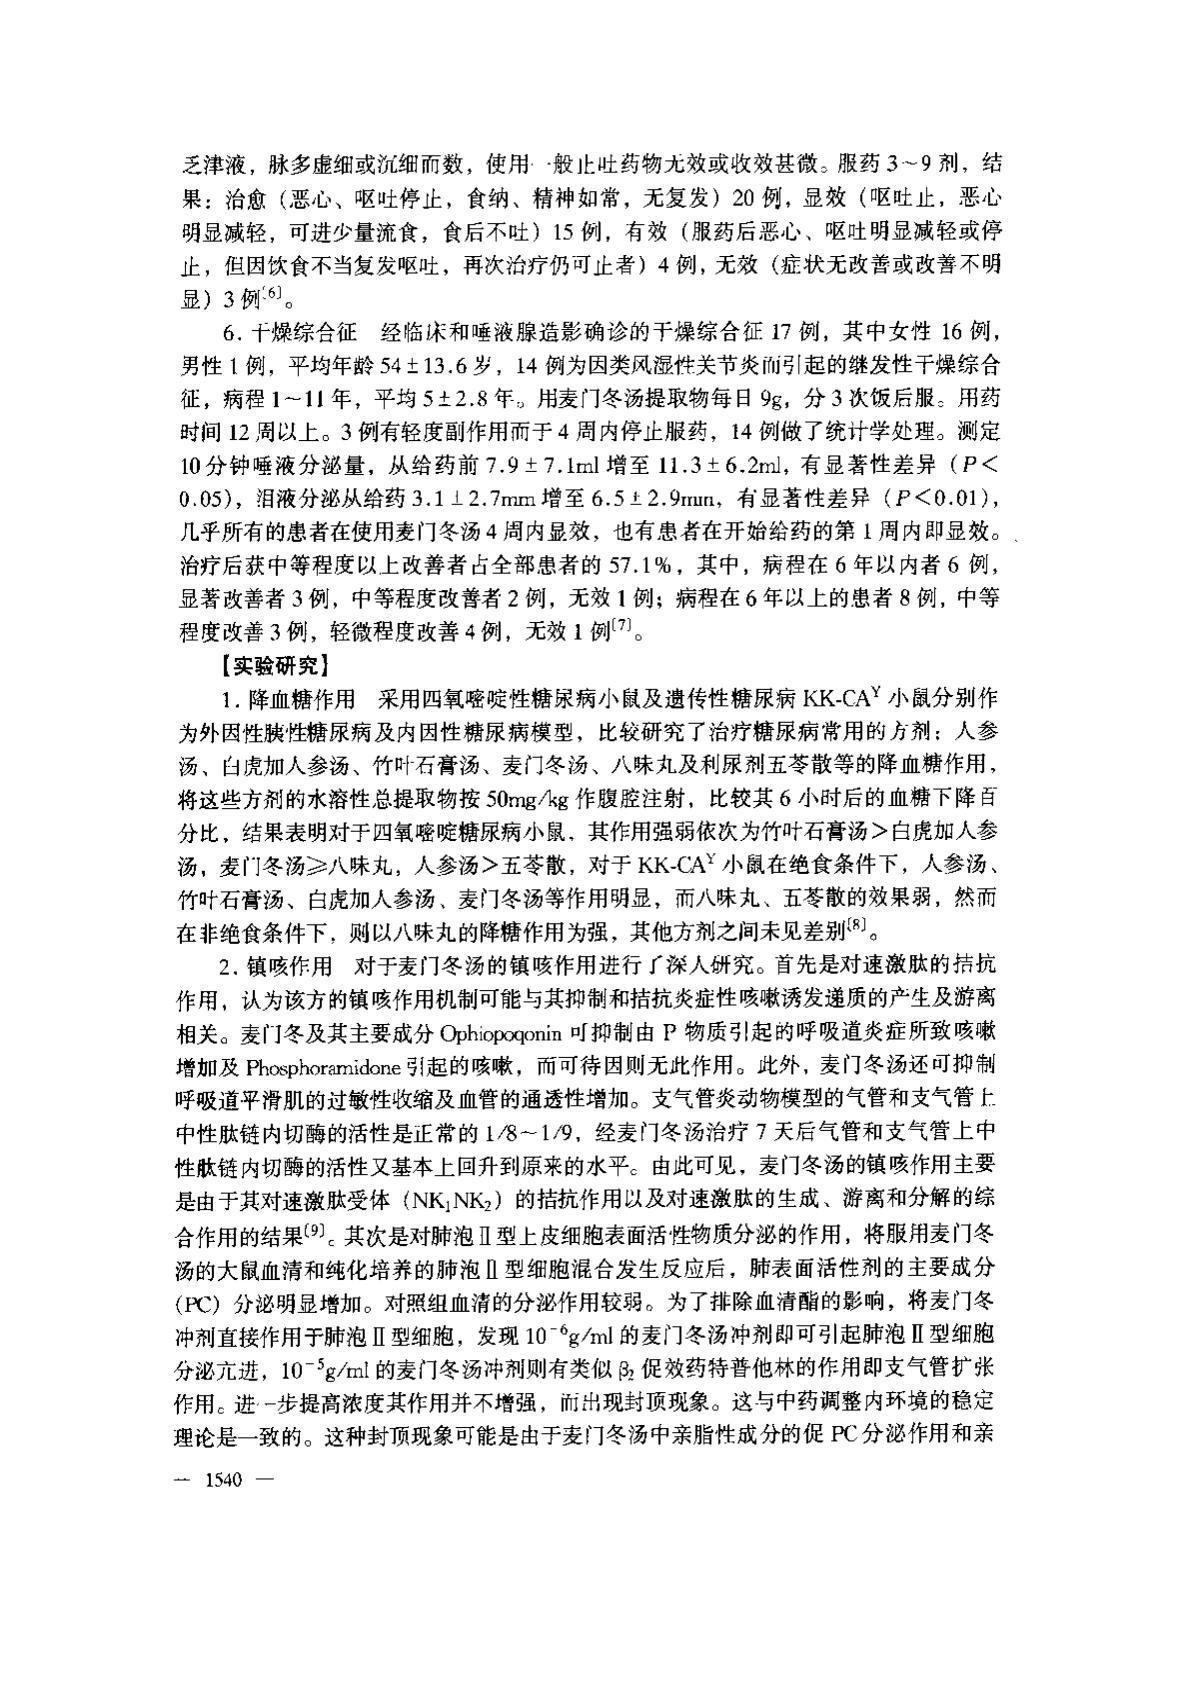 乏津液，脉多虚细或沉细而数，使用一般止吐药物无效或收效甚微。服药 3～9 剂，结
果：治愈（恶心、呕吐停止，食纳、精神如常，无复发）20 例，显效（呕吐止，恶心
明显减轻，可进少量流食，食后不吐）15 例，有效（服药后恶心、呕吐明显减轻或停
止，但因饮食不当复发呕吐，再次治疗仍可止者）4 例，无效（症状无改善或改善不明
显）3 例〔6〕。
6. 干燥综合征 经临床和唾液腺造影确诊的干燥综合征 17 例，其中女性 16 例，
男性 1 例，平均年龄 54±13.6 岁，14 例为因类风湿性关节炎而引起的继发性干燥综合
征，病程 1～11 年，平均 5±2.8 年。用麦门冬汤提取物每日 9g，分 3 次饭后服。用药
时间 12 周以上。3 例有轻度副作用而于 4 周内停止服药，14 例做了统计学处理。测定
10 分钟唾液分泌量，从给药前 7.9±7.1ml 增至 11.3±6.2ml，有显著性差异（P＜
0.05），泪液分泌从给药 3.1±2.7mm 增至 6.5±2.9mm，有显著性差异（P＜0.01），
几乎所有的患者在使用麦门冬汤 4 周内显效，也有患者在开始给药的第 1 周内即显效。
治疗后获中等程度以上改善者占全部患者的 57.1%，其中，病程在 6 年以内者 6 例，
显著改善者 3 例，中等程度改善者 2 例，无效 1 例；病程在 6 年以上的患者 8 例，中等
程度改善 3 例，轻微程度改善 4 例，无效 1 例〔7〕。
【实验研究】
1. 降血糖作用 采用四氧嘧啶性糖尿病小鼠及遗传性糖尿病 KK-CAʸ 小鼠分别作
为外因性胰性糖尿病及内因性糖尿病模型，比较研究了治疗糖尿病常用的方剂：人参
汤、白虎加人参汤、竹叶石膏汤、麦门冬汤、八味丸及利尿剂五苓散等的降血糖作用，
将这些方剂的水溶性总提取物按 50mg/kg 作腹腔注射，比较其 6 小时后的血糖下降百
分比，结果表明对于四氧嘧啶糖尿病小鼠，其作用强弱依次为竹叶石膏汤＞白虎加人参
汤，麦门冬汤≥八味丸，人参汤＞五苓散，对于 KK-CAʸ 小鼠在绝食条件下，人参汤、
竹叶石膏汤、白虎加人参汤、麦门冬汤等作用明显，而八味丸、五苓散的效果弱，然而
在非绝食条件下，则以八味丸的降糖作用为强，其他方剂之间未见差别〔8〕。
2. 镇咳作用 对于麦门冬汤的镇咳作用进行了深人研究。首先是对速激肽的拮抗
作用，认为该方的镇咳作用机制可能与其抑制和拮抗炎症性咳嗽诱发递质的产生及游离
相关。麦门冬及其主要成分 Ophiopoqonin 可抑制由 P 物质引起的呼吸道炎症所致咳嗽
增加及 Phosphoramidone 引起的咳嗽，而可待因则无此作用。此外，麦门冬汤还可抑制
呼吸道平滑肌的过敏性收缩及血管的通透性增加。支气管炎动物模型的气管和支气管上
中性肽链内切酶的活性是正常的 1/8～1/9，经麦门冬汤治疗 7 天后气管和支气管上中
性肽链内切酶的活性又基本上回升到原来的水平。由此可见，麦门冬汤的镇咳作用主要
是由于其对速激肽受体（NK₁NK₂）的拮抗作用以及对速激肽的生成、游离和分解的综
合作用的结果〔9〕。其次是对肺泡Ⅱ型上皮细胞表面活性物质分泌的作用，将服用麦门冬
汤的大鼠血清和纯化培养的肺泡Ⅱ型细胞混合发生反应后，肺表面活性剂的主要成分
（PC）分泌明显增加。对照组血清的分泌作用较弱。为了排除血清酯的影响，将麦门冬
冲剂直接作用于肺泡Ⅱ型细胞，发现 10⁻⁶g/ml 的麦门冬汤冲剂即可引起肺泡Ⅱ型细胞
分泌亢进，10⁻⁵g/ml 的麦门冬汤冲剂则有类似 β₂ 促效药特普他林的作用即支气管扩张
作用。进一步提高浓度其作用并不增强，而出现封顶现象。这与中药调整内环境的稳定
理论是一致的。这种封顶现象可能是由于麦门冬汤中亲脂性成分的促 PC 分泌作用和亲
— 1540 —